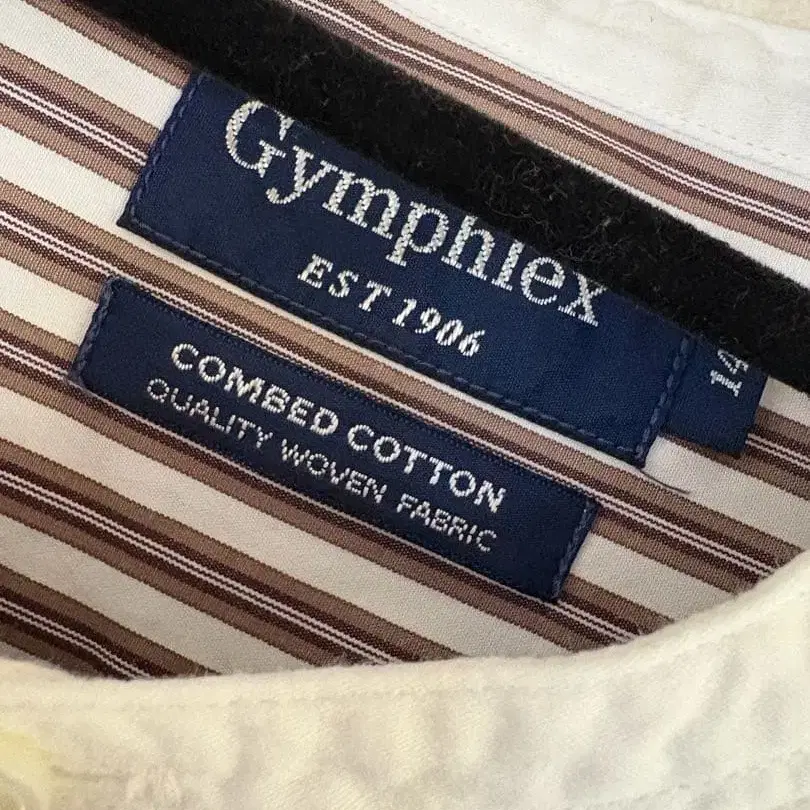 Gymphlex
EST 1906
14
COMBED COTTON
QUALITY WOVEN FABRIC